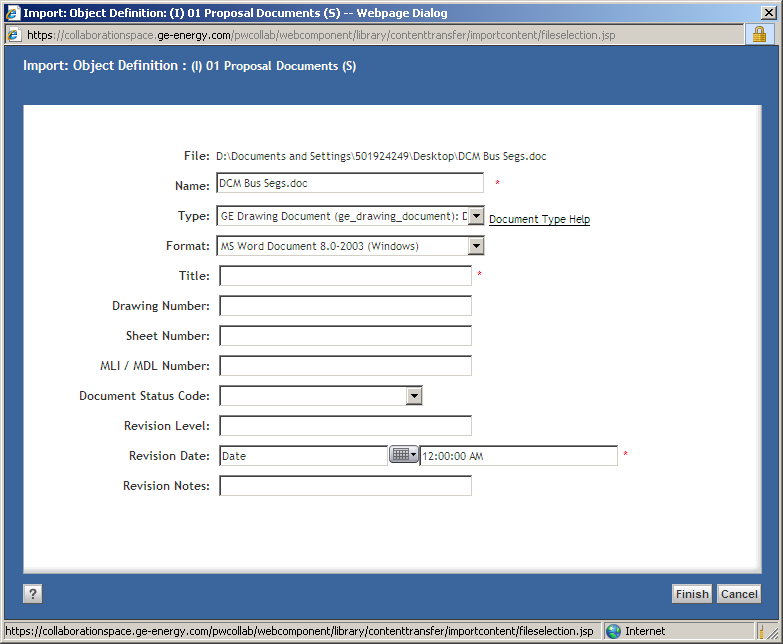 Import: Object Definition: (I) 01 Proposal Documents (S) -- Webpage Dialog
https://collaborationspace.ge-energy.com/pwcollab/webcomponent/library/contenttransfer/importcontent/fileselection.jsp
Import: Object Definition : (I) 01 Proposal Documents (S)
File: D:\Documents and Settings\501924249\Desktop\DCM Bus Segs.doc
Name: DCM Bus Segs.doc *
Type: GE Drawing Document (ge_drawing_document): D Document Type Help
Format: MS Word Document 8.0-2003 (Windows)
Title: *
Drawing Number:
Sheet Number:
MLI / MDL Number:
Document Status Code:
Revision Level:
Revision Date: Date 12:00:00 AM *
Revision Notes:
? Finish Cancel
https://collaborationspace.ge-energy.com/pwcollab/webcomponent/library/contenttransfer/importcontent/fileselection.jsp Internet